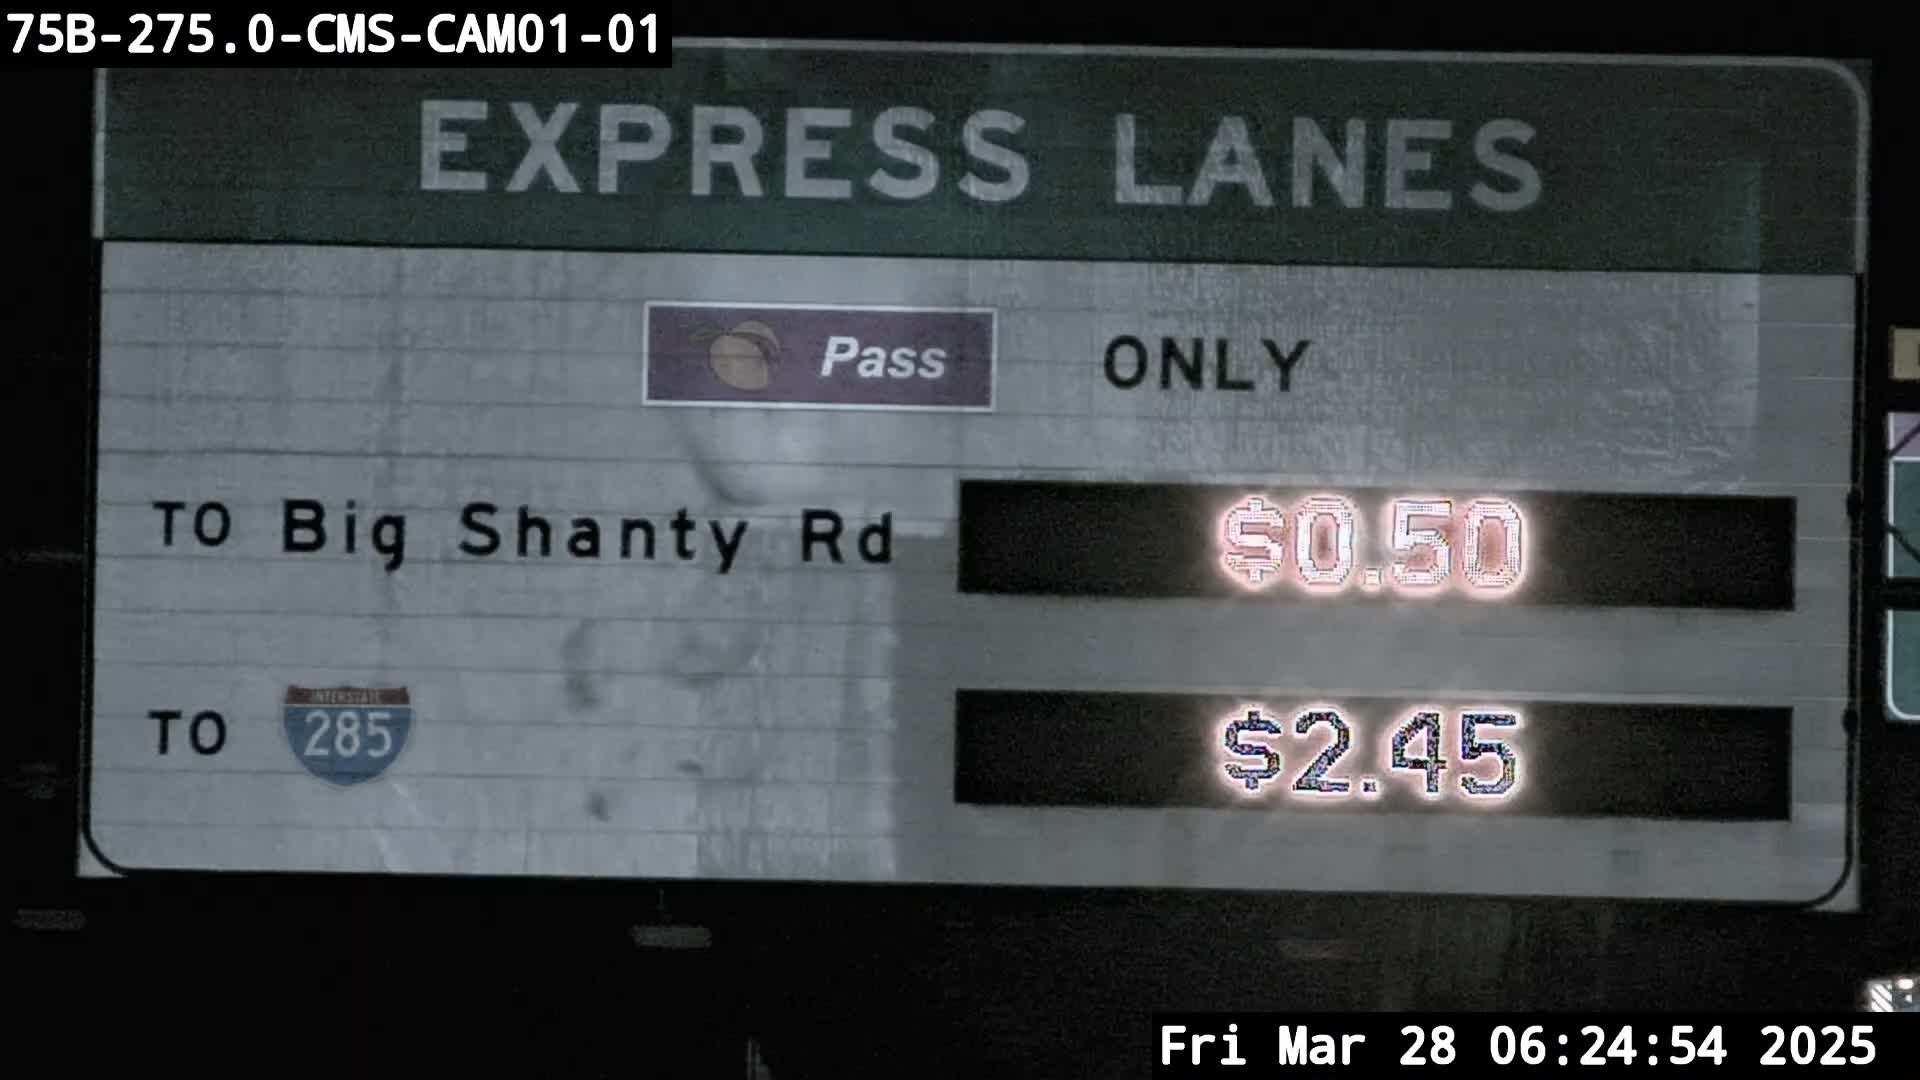 75B-275.0-CMS-CAM01-01
EXPRESS LANES
Pass ONLY
TO Big Shanty Rd $0.50
INTERSTATE
TO 285 $2.45
Fri Mar 28 06:24:54 2025